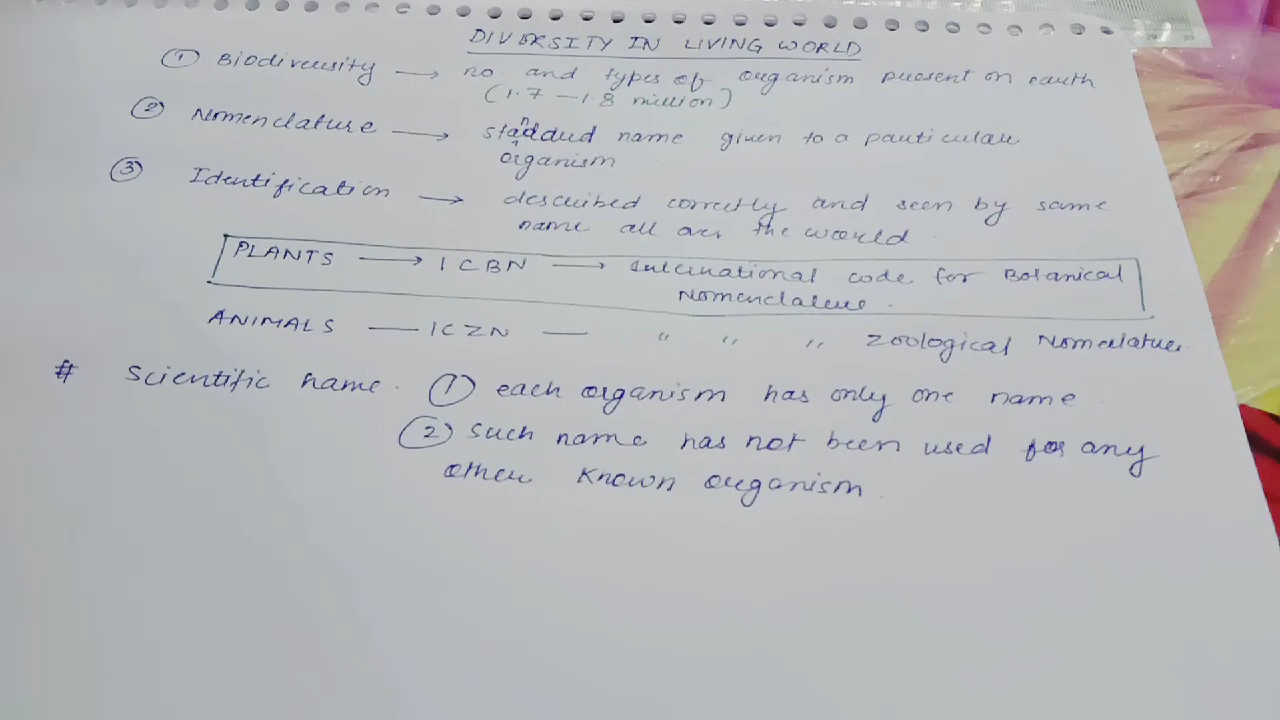 DIVERSITY IN LIVING WORLD
① Biodiversity → no and types of organism present on earth
(1.7 – 1.8 million)
② Nomenclature → standard name given to a particular
organism
③ Identification → described correctly and seen by same
name all over the world
PLANTS → ICBN → International code for Botanical
Nomenclature.
ANIMALS — ICZN — " " " Zoological Nomenclature
# Scientific name. ① each organism has only one name
② Such name has not been used for any
other known organism.